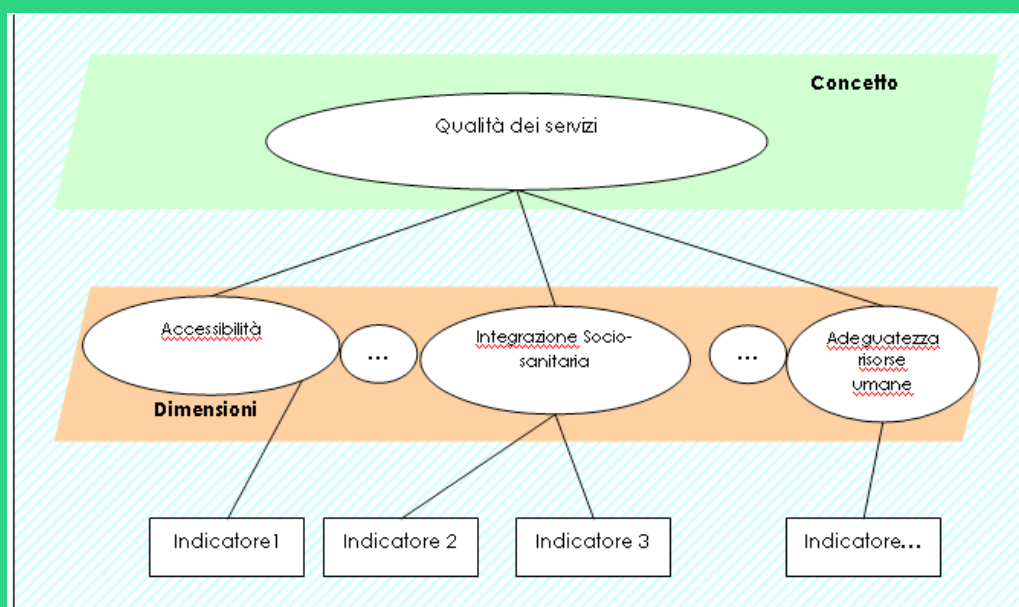 Concetto
Qualità dei servizi
Accessibilità
...
Integrazione Socio-
sanitaria
...
Adeguatezza
risorse
umane
Dimensioni
Indicatore1
Indicatore 2
Indicatore 3
Indicatore...